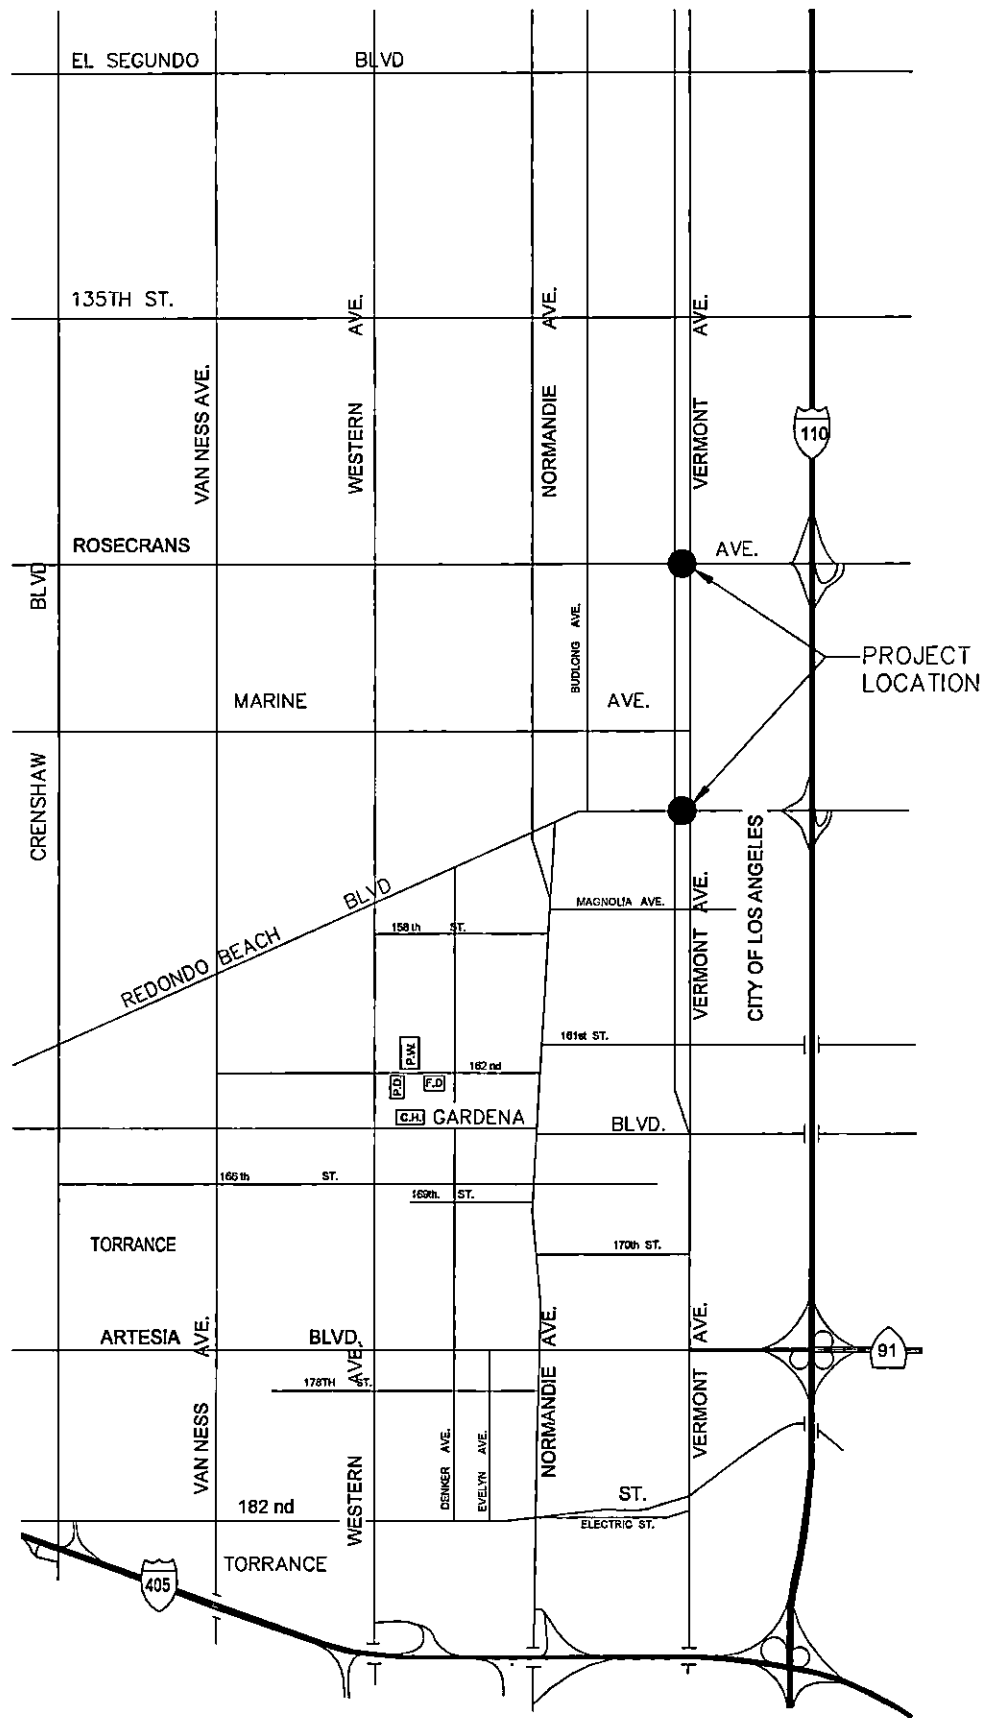 EL SEGUNDO BLVD
135TH ST.
AVE.
AVE.
AVE.
VAN NESS AVE.
WESTERN
NORMANDIE
VERMONT
110
ROSECRANS AVE.
BLVD
BUDLONG AVE.
PROJECT
LOCATION
MARINE AVE.
CRENSHAW
CITY OF LOS ANGELES
REDONDO BEACH BLVD
MAGNOLIA AVE.
VERMONT AVE.
158th ST.
161st ST.
P.W.
162nd
P.D
F.D
C.H. GARDENA BLVD.
166th ST.
169th. ST.
TORRANCE
170th ST.
ARTESIA BLVD.
AVE.
AVE.
AVE.
AVE.
91
178TH ST.
VAN NESS
WESTERN
DENKER AVE.
EVELYN AVE.
NORMANDIE
VERMONT
182 nd ST.
ELECTRIC ST.
TORRANCE
405